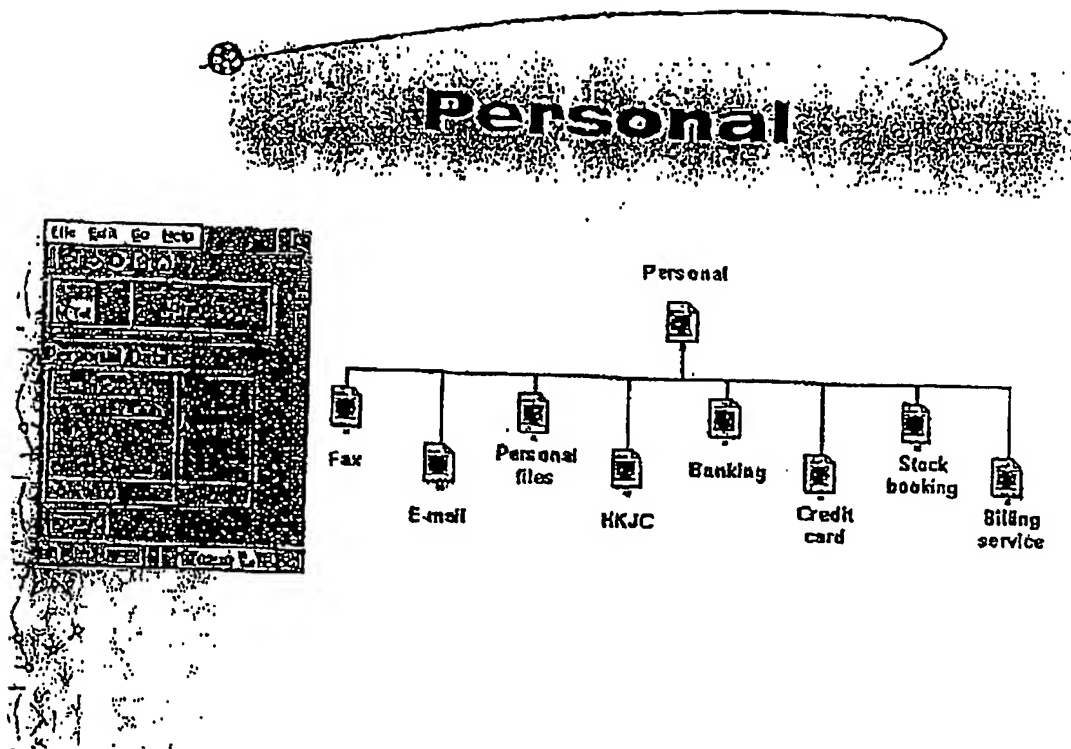 Personal
File Edit Go Help
Personal
Fax
E-mail
Personal
files
HKJC
Banking
Credit
card
Stock
booking
Billing
service